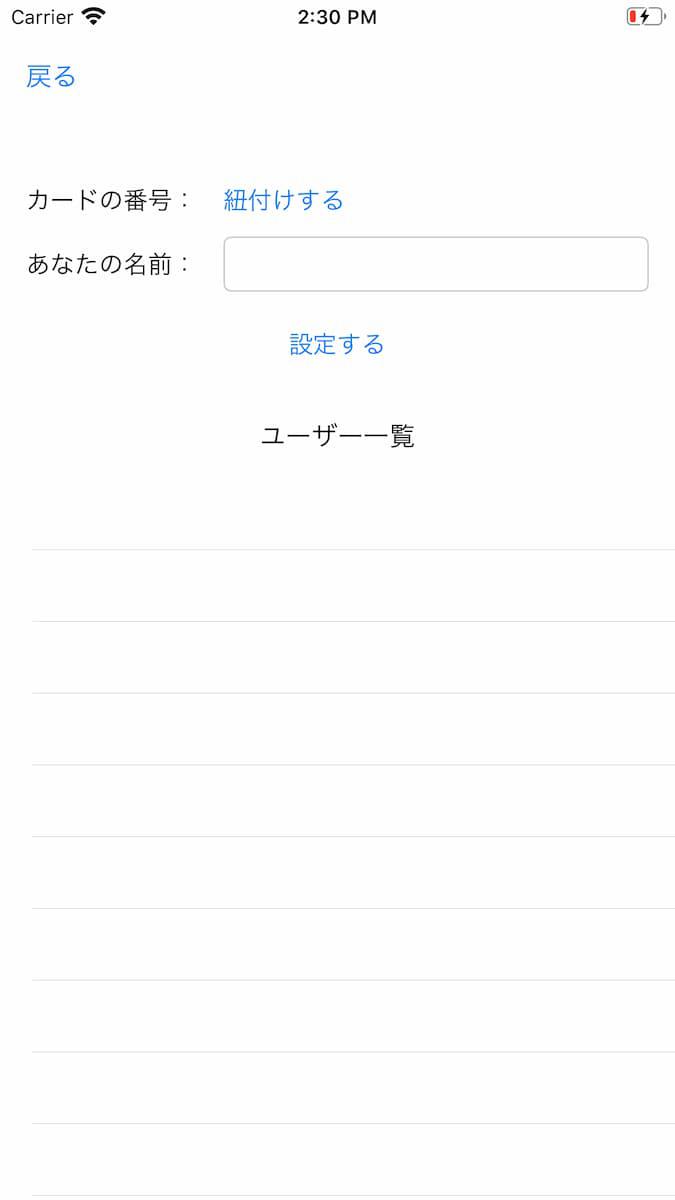 Carrier 2:30 PM
戻る
カードの番号： 紐付けする
あなたの名前：
設定する
ユーザー一覧